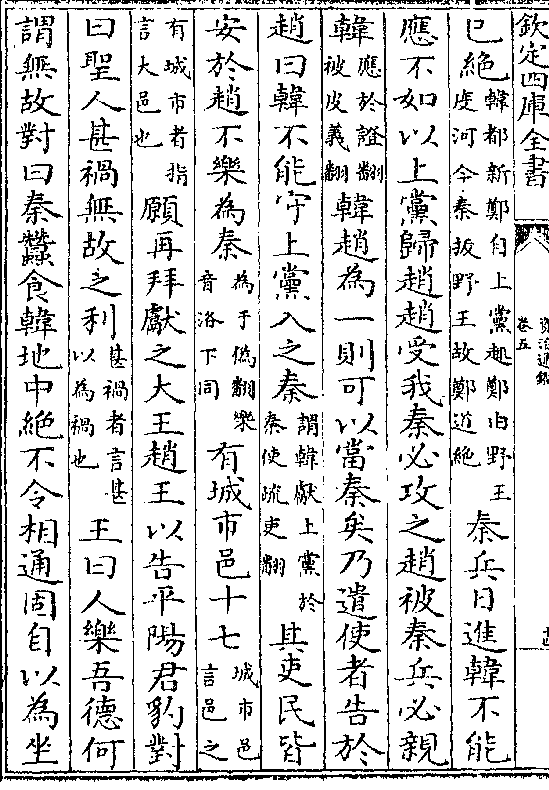 欽定四庫全書
資治通鑑
卷五
已絶韓都新鄭自上黨趣鄭由野王度河今秦拔野王故鄭道絶秦兵日進韓不能
應不如以上黨歸趙趙受我秦必攻之趙被秦兵必親
韓應於證翻被皮義翻韓趙為一則可以當秦矣乃遣使者告於
趙曰韓不能守上黨入之秦謂韓獻上黨於秦使疏吏翻其吏民皆
安於趙不樂為秦為于偽翻樂音洛下同有城市邑十七城市邑言邑之
有城市者指言大邑也願再拜獻之大王趙王以告平陽君豹對
曰聖人甚禍無故之利甚禍者言甚以為禍也王曰人樂吾德何
謂無故對曰秦蠶食韓地中絶不令相通固自以為坐